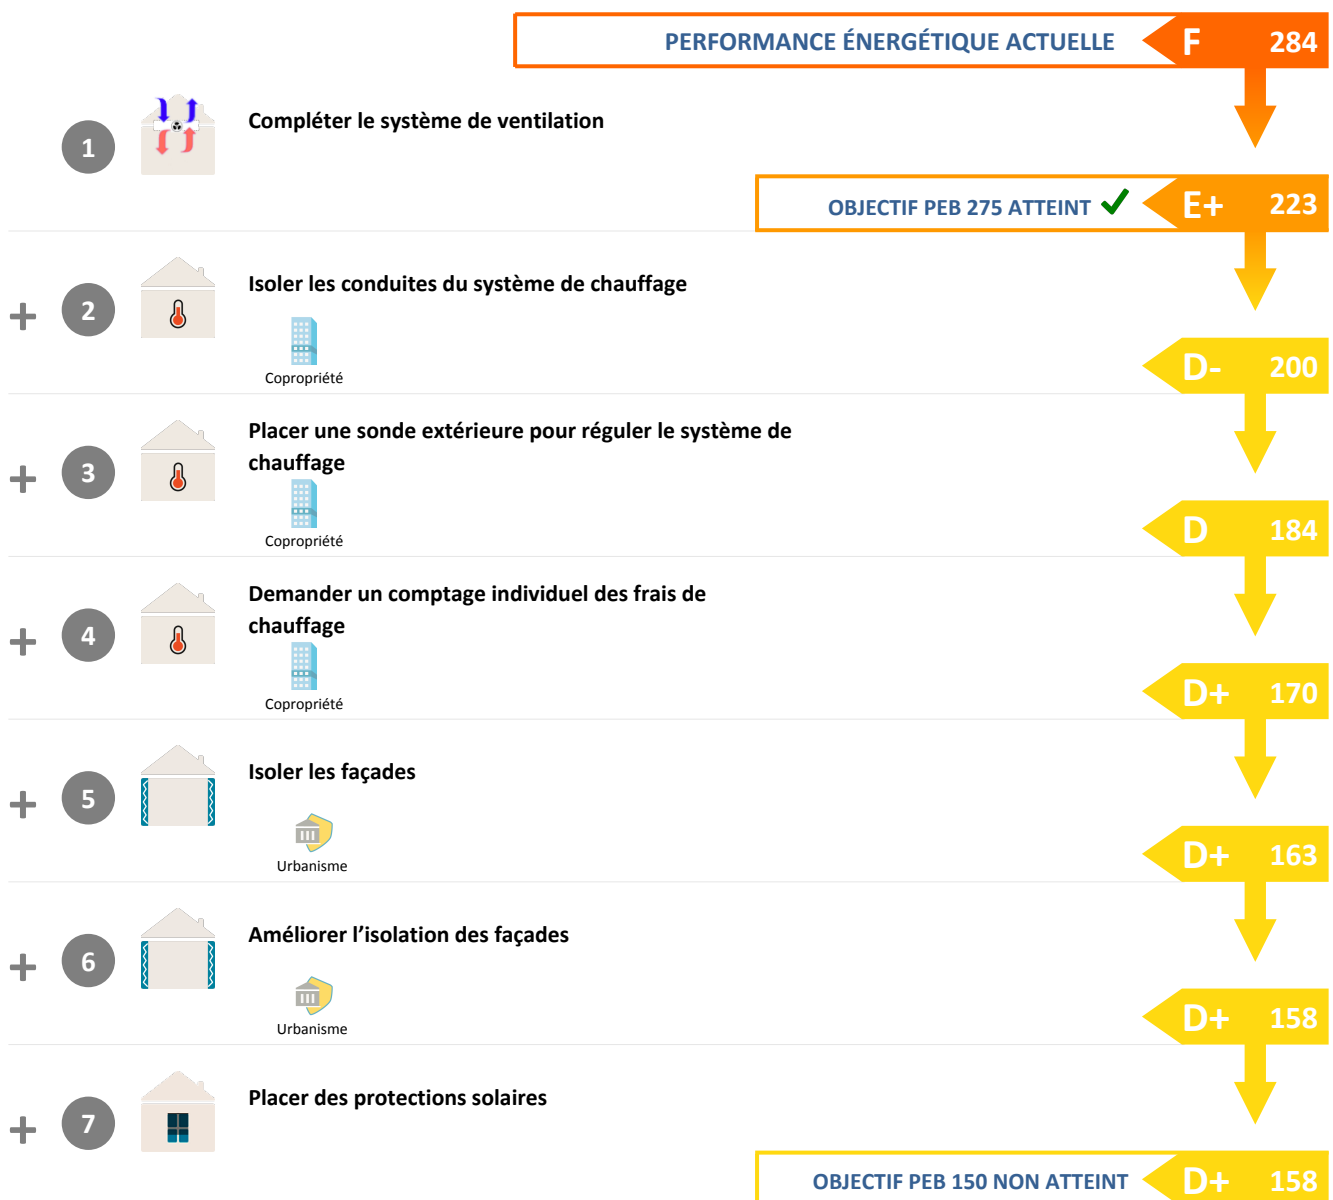 PERFORMANCE ÉNERGÉTIQUE ACTUELLE F 284
1 Compléter le système de ventilation
OBJECTIF PEB 275 ATTEINT ✓ E+ 223
+ 2 Isoler les conduites du système de chauffage
Copropriété
D- 200
+ 3 Placer une sonde extérieure pour réguler le système de
chauffage
Copropriété
D 184
+ 4 Demander un comptage individuel des frais de
chauffage
Copropriété
D+ 170
+ 5 Isoler les façades
Urbanisme
D+ 163
+ 6 Améliorer l’isolation des façades
Urbanisme
D+ 158
+ 7 Placer des protections solaires
OBJECTIF PEB 150 NON ATTEINT D+ 158